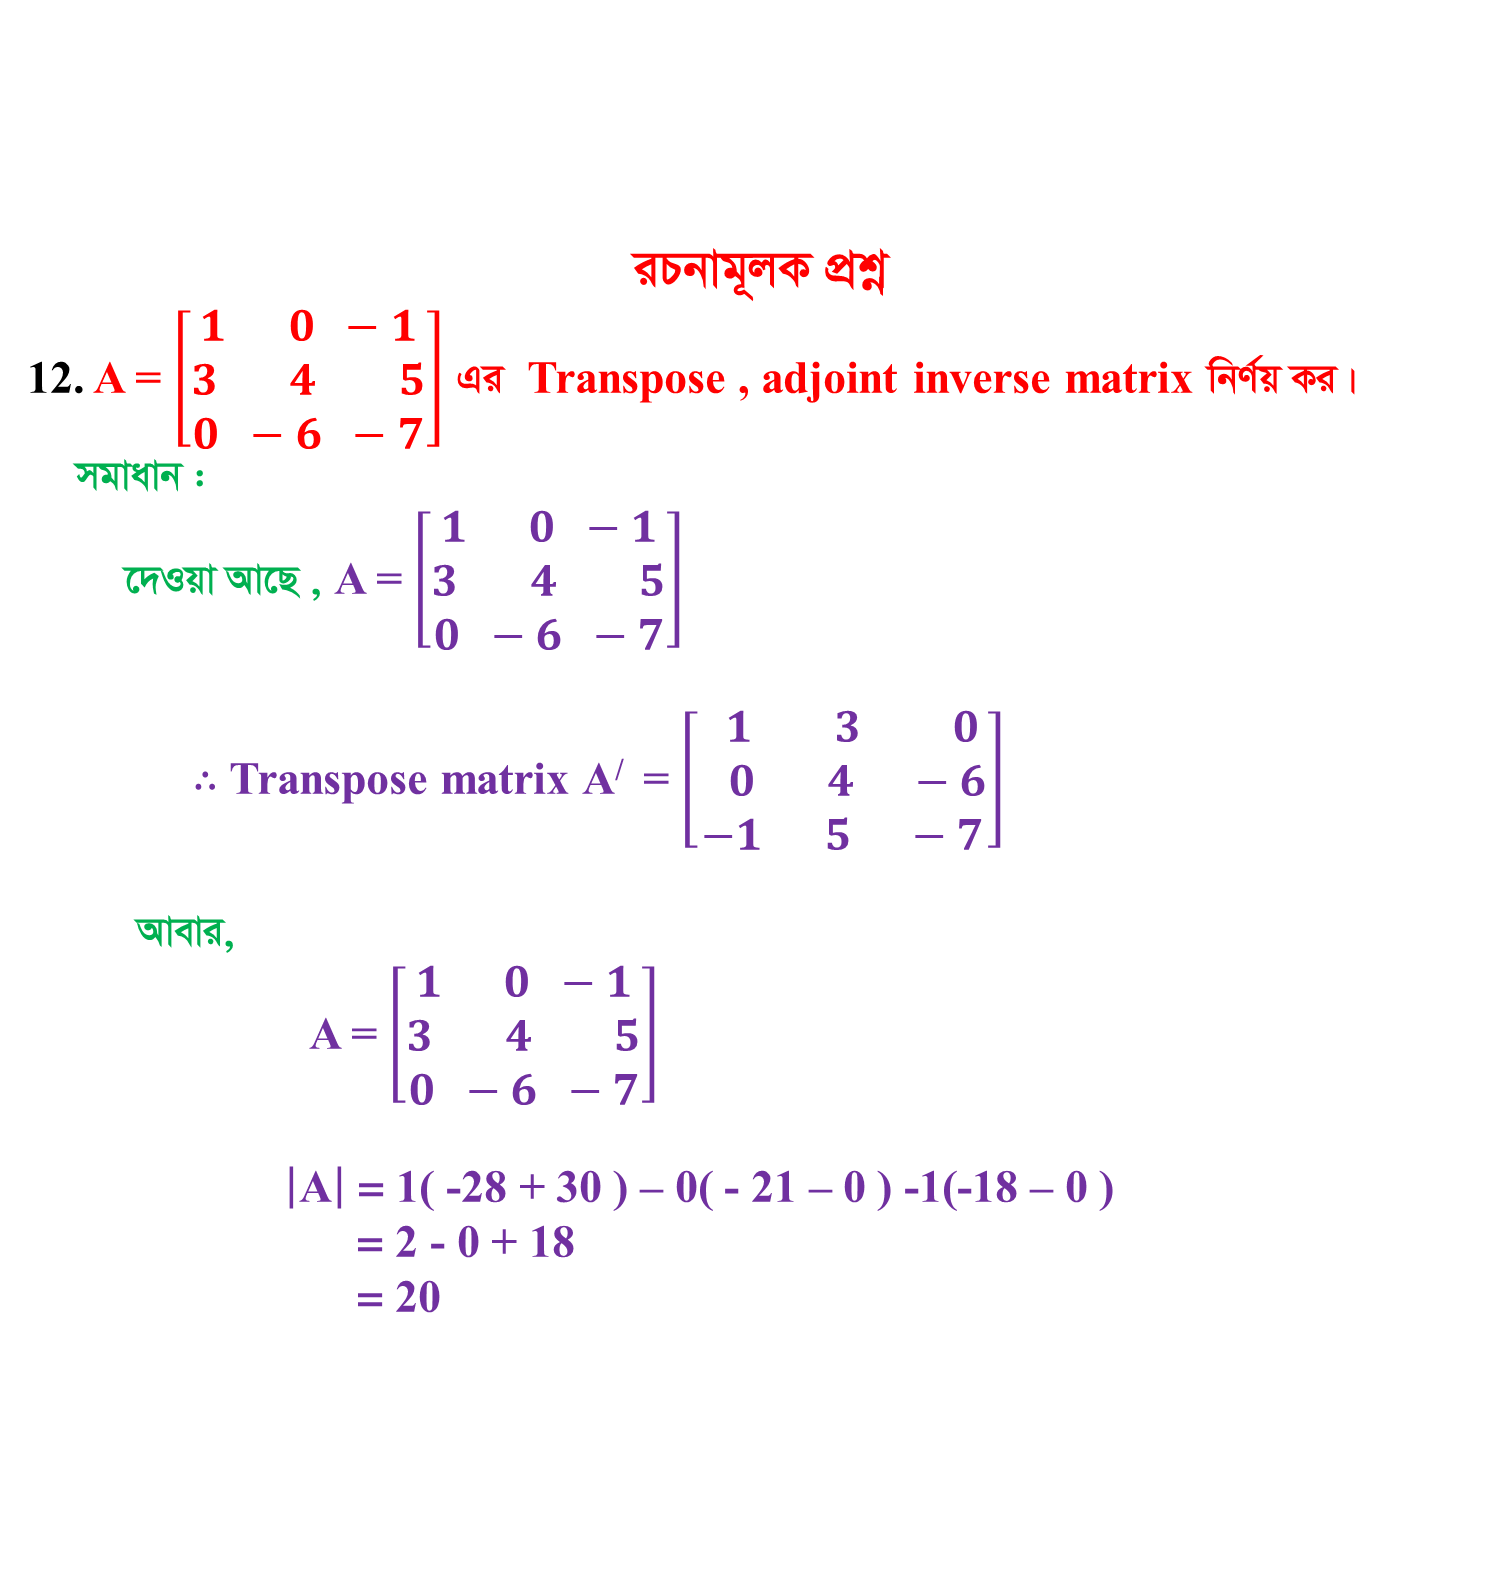 রচনামূলক প্রশ্ন
12. A = [1 0 − 1
3 4 5
0 − 6 − 7] এর Transpose , adjoint inverse matrix নির্ণয় কর।
সমাধান :
দেওয়া আছে , A = [1 0 − 1
3 4 5
0 − 6 − 7]
∴ Transpose matrix A/ = [1 3 0
0 4 − 6
−1 5 − 7]
আবার,
A = [1 0 − 1
3 4 5
0 − 6 − 7]
|A| = 1( -28 + 30 ) – 0( - 21 – 0 ) -1(-18 – 0 )
= 2 - 0 + 18
= 20